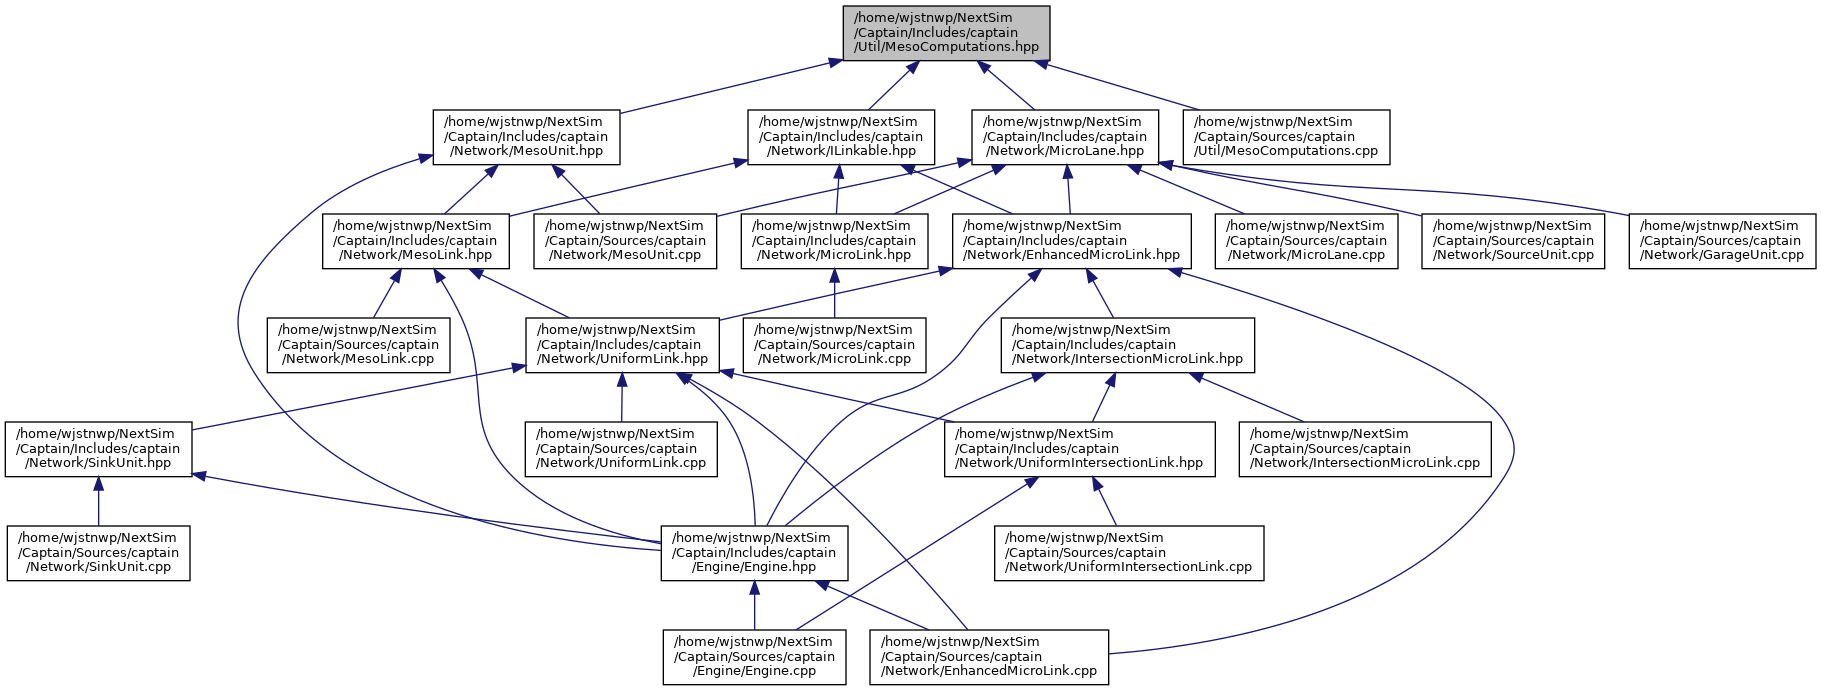 /home/wjstnwp/NextSim
/Captain/Includes/captain
/Util/MesoComputations.hpp
/home/wjstnwp/NextSim
/Captain/Includes/captain
/Network/MesoUnit.hpp
/home/wjstnwp/NextSim
/Captain/Includes/captain
/Network/ILinkable.hpp
/home/wjstnwp/NextSim
/Captain/Includes/captain
/Network/MicroLane.hpp
/home/wjstnwp/NextSim
/Captain/Sources/captain
/Util/MesoComputations.cpp
/home/wjstnwp/NextSim
/Captain/Includes/captain
/Network/MesoLink.hpp
/home/wjstnwp/NextSim
/Captain/Sources/captain
/Network/MesoUnit.cpp
/home/wjstnwp/NextSim
/Captain/Includes/captain
/Network/MicroLink.hpp
/home/wjstnwp/NextSim
/Captain/Includes/captain
/Network/EnhancedMicroLink.hpp
/home/wjstnwp/NextSim
/Captain/Sources/captain
/Network/MicroLane.cpp
/home/wjstnwp/NextSim
/Captain/Sources/captain
/Network/SourceUnit.cpp
/home/wjstnwp/NextSim
/Captain/Sources/captain
/Network/GarageUnit.cpp
/home/wjstnwp/NextSim
/Captain/Sources/captain
/Network/MesoLink.cpp
/home/wjstnwp/NextSim
/Captain/Includes/captain
/Network/UniformLink.hpp
/home/wjstnwp/NextSim
/Captain/Sources/captain
/Network/MicroLink.cpp
/home/wjstnwp/NextSim
/Captain/Includes/captain
/Network/IntersectionMicroLink.hpp
/home/wjstnwp/NextSim
/Captain/Includes/captain
/Network/SinkUnit.hpp
/home/wjstnwp/NextSim
/Captain/Sources/captain
/Network/UniformLink.cpp
/home/wjstnwp/NextSim
/Captain/Includes/captain
/Network/UniformIntersectionLink.hpp
/home/wjstnwp/NextSim
/Captain/Sources/captain
/Network/IntersectionMicroLink.cpp
/home/wjstnwp/NextSim
/Captain/Sources/captain
/Network/SinkUnit.cpp
/home/wjstnwp/NextSim
/Captain/Includes/captain
/Engine/Engine.hpp
/home/wjstnwp/NextSim
/Captain/Sources/captain
/Network/UniformIntersectionLink.cpp
/home/wjstnwp/NextSim
/Captain/Sources/captain
/Engine/Engine.cpp
/home/wjstnwp/NextSim
/Captain/Sources/captain
/Network/EnhancedMicroLink.cpp